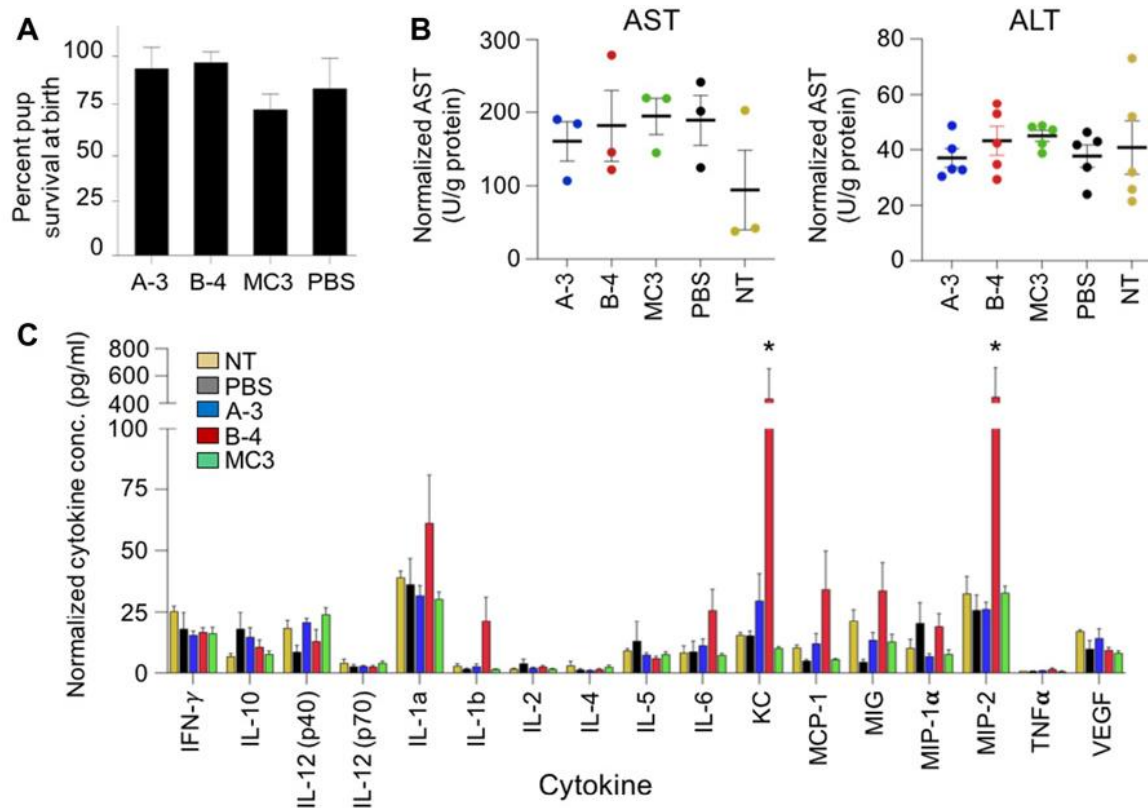 A
Percent pup
survival at birth
100
75
50
25
0
A-3 B-4 MC3 PBS
B
AST
Normalized AST
(U/g protein)
300
200
100
0
A-3 B-4 MC3 PBS NT
ALT
Normalized AST
(U/g protein)
80
60
40
20
0
A-3 B-4 MC3 PBS NT
C
Normalized cytokine conc. (pg/ml)
800
600
400
100
75
50
25
0
NT
PBS
A-3
B-4
MC3
* *
IFN-γ IL-10 IL-12 (p40) IL-12 (p70) IL-1a IL-1b IL-2 IL-4 IL-5 IL-6 KC MCP-1 MIG MIP-1α MIP-2 TNFα VEGF
Cytokine